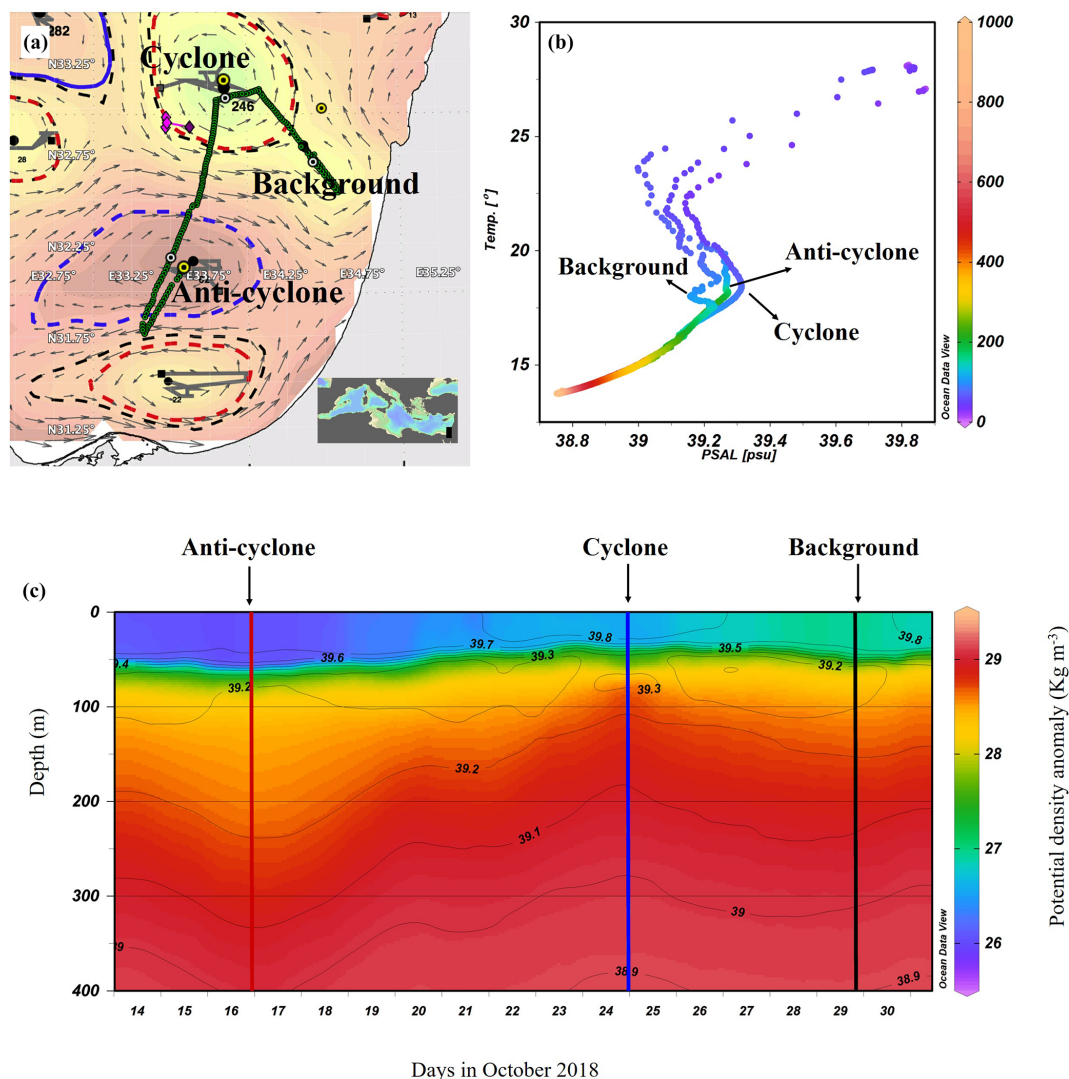 (a)
282
13
N33.25°
Cyclone
246
28
N32.75°
Background
N32.25°
E32.75° E33.25° E33.75° E34.25° E34.75° E35.25°
Anti-cyclone
N31.75°
22
N31.25°
(b)
30
25
20
15
Temp. [°]
Background
Anti-cyclone
Cyclone
38.8 39 39.2 39.4 39.6 39.8
PSAL [psu]
Ocean Data View
1000
800
600
400
200
0
Anti-cyclone Cyclone Background
(c)
0
100
200
300
400
Depth (m)
39.6 39.7 39.8 39.5 39.8
39.3 39.2
39.2 39.3
39.2
39.1
39
38.9 38.9
14 15 16 17 18 19 20 21 22 23 24 25 26 27 28 29 30
Days in October 2018
Ocean Data View
29
28
27
26
Potential density anomaly (Kg m-3)